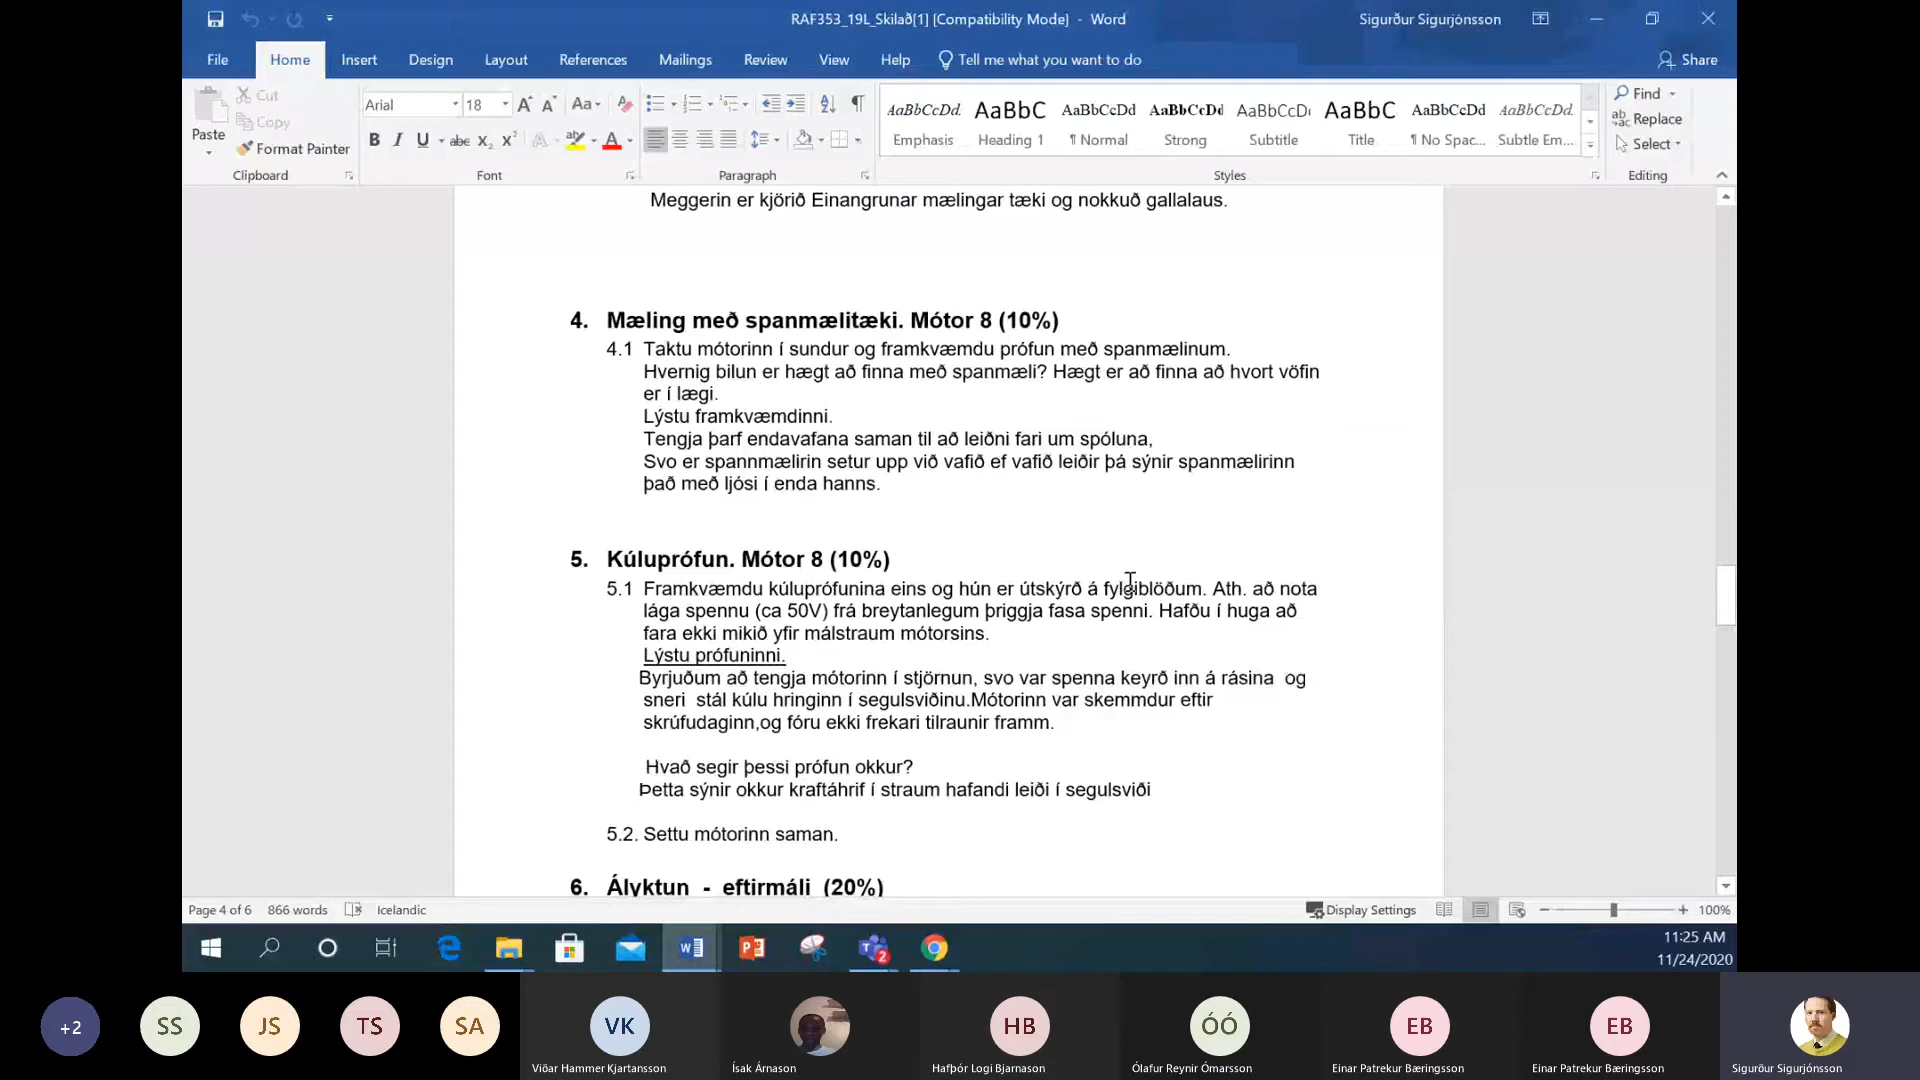 RAF353_19L_Skilað[1] [Compatibility Mode] - Word
Sigurður Sigurjónsson
File Home Insert Design Layout References Mailings Review View Help Tell me what you want to do Share
Cut
Copy
Paste
Format Painter
Clipboard
Arial 18
Font
Paragraph
AaBbCcDd. AaBbC AaBbCcDd AaBbCcDd AaBbCcDc AaBbC AaBbCcDd AaBbCcDd.
Emphasis Heading 1 ¶ Normal Strong Subtitle Title ¶ No Spac... Subtle Em...
Styles
Find
Replace
Select
Editing
Meggerin er kjörið Einangrunar mælingar tæki og nokkuð gallalaus.
4. Mæling með spanmælitæki. Mótor 8 (10%)
4.1 Taktu mótorinn í sundur og framkvæmdu prófun með spanmælinum.
Hvernig bilun er hægt að finna með spanmæli? Hægt er að finna að hvort vöfin
er í lægi.
Lýstu framkvæmdinni.
Tengja þarf endavafana saman til að leiðni fari um spóluna,
Svo er spannmælirin setur upp við vafið ef vafið leiðir þá sýnir spanmælirinn
það með ljósi í enda hanns.
5. Kúluprófun. Mótor 8 (10%)
5.1 Framkvæmdu kúluprófunina eins og hún er útskýrð á fylgiblöðum. Ath. að nota
lága spennu (ca 50V) frá breytanlegum þriggja fasa spenni. Hafðu í huga að
fara ekki mikið yfir málstraum mótorsins.
Lýstu prófuninni.
Byrjuðum að tengja mótorinn í stjörnun, svo var spenna keyrð inn á rásina og
sneri stál kúlu hringinn í segulsviðinu.Mótorinn var skemmdur eftir
skrúfudaginn,og fóru ekki frekari tilraunir framm.
Hvað segir þessi prófun okkur?
Þetta sýnir okkur kraftáhrif í straum hafandi leiði í segulsviði
5.2. Settu mótorinn saman.
6. Ályktun - eftirmáli (20%)
Page 4 of 6 866 words Icelandic Display Settings 100%
11:25 AM
11/24/2020
+2 SS JS TS SA VK HB ÓÓ EB EB
Viðar Hammer Kjartansson Ísak Árnason Hafþór Logi Bjarnason Ólafur Reynir Ómarsson Einar Patrekur Bæringsson Einar Patrekur Bæringsson Sigurður Sigurjónsson